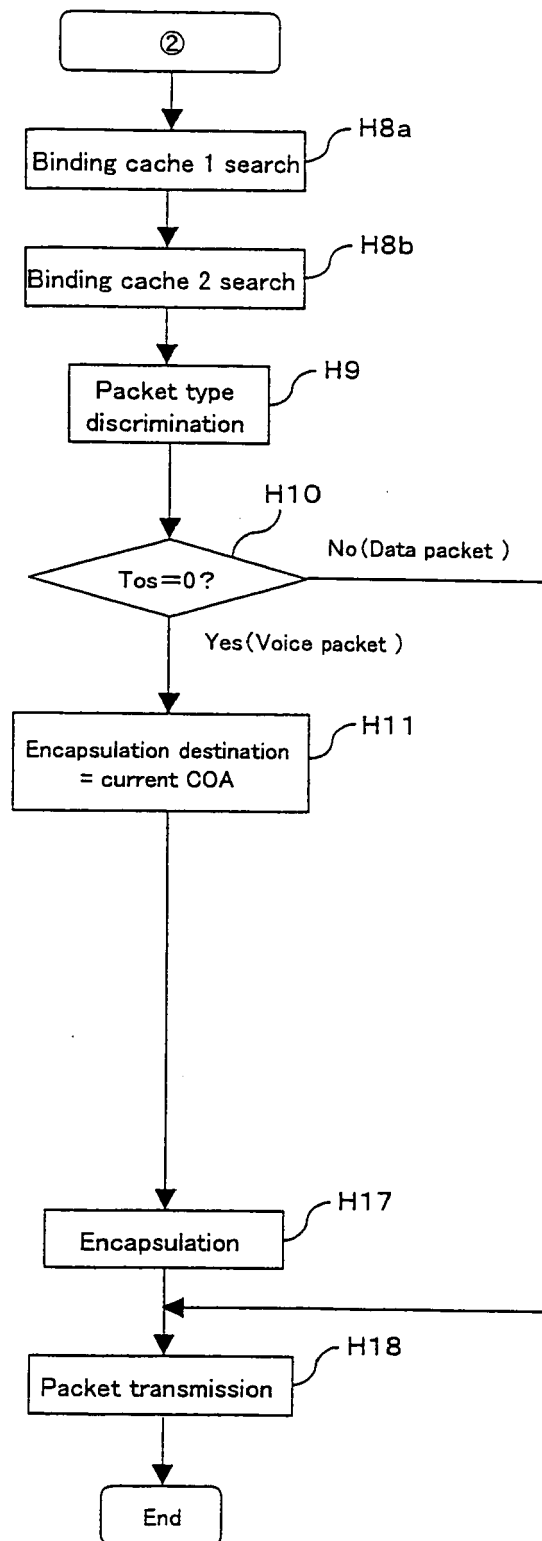 ②
H8a
Binding cache 1 search
H8b
Binding cache 2 search
H9
Packet type
discrimination
H10
No(Data packet )
Tos=0?
Yes(Voice packet )
H11
Encapsulation destination
= current COA
H17
Encapsulation
H18
Packet transmission
End